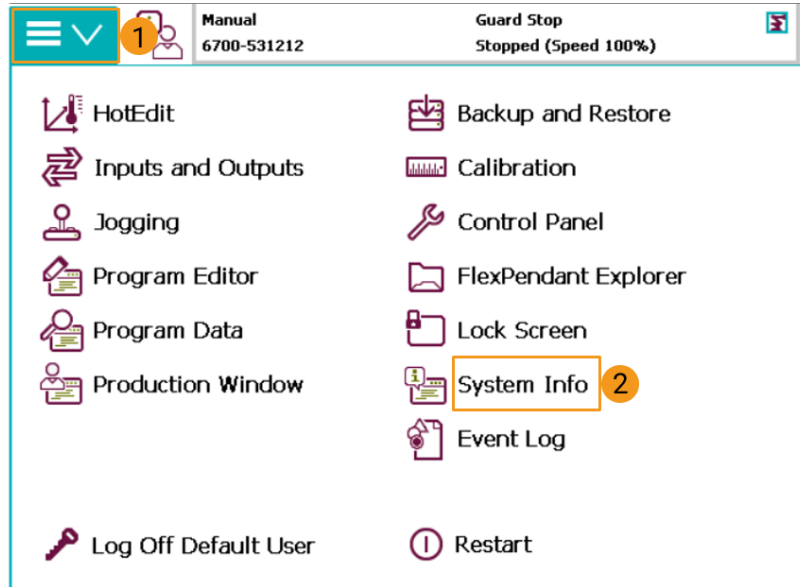 1
Manual
6700-531212
Guard Stop
Stopped (Speed 100%)
HotEdit
Inputs and Outputs
Jogging
Program Editor
Program Data
Production Window
Backup and Restore
Calibration
Control Panel
FlexPendant Explorer
Lock Screen
System Info
2
Event Log
Log Off Default User
Restart